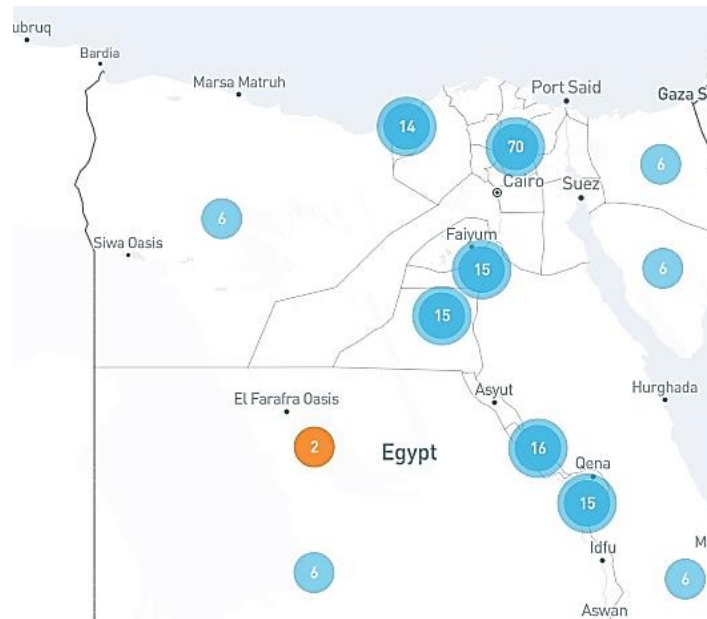 ubruq
Bardia
Marsa Matruh
Port Said
Gaza S
14
70
6
Cairo
Suez
6
Siwa Oasis
Faiyum
15
6
15
Asyut
Hurghada
El Farafra Oasis
2
Egypt
16
Qena
15
Idfu
M
6
6
Aswan